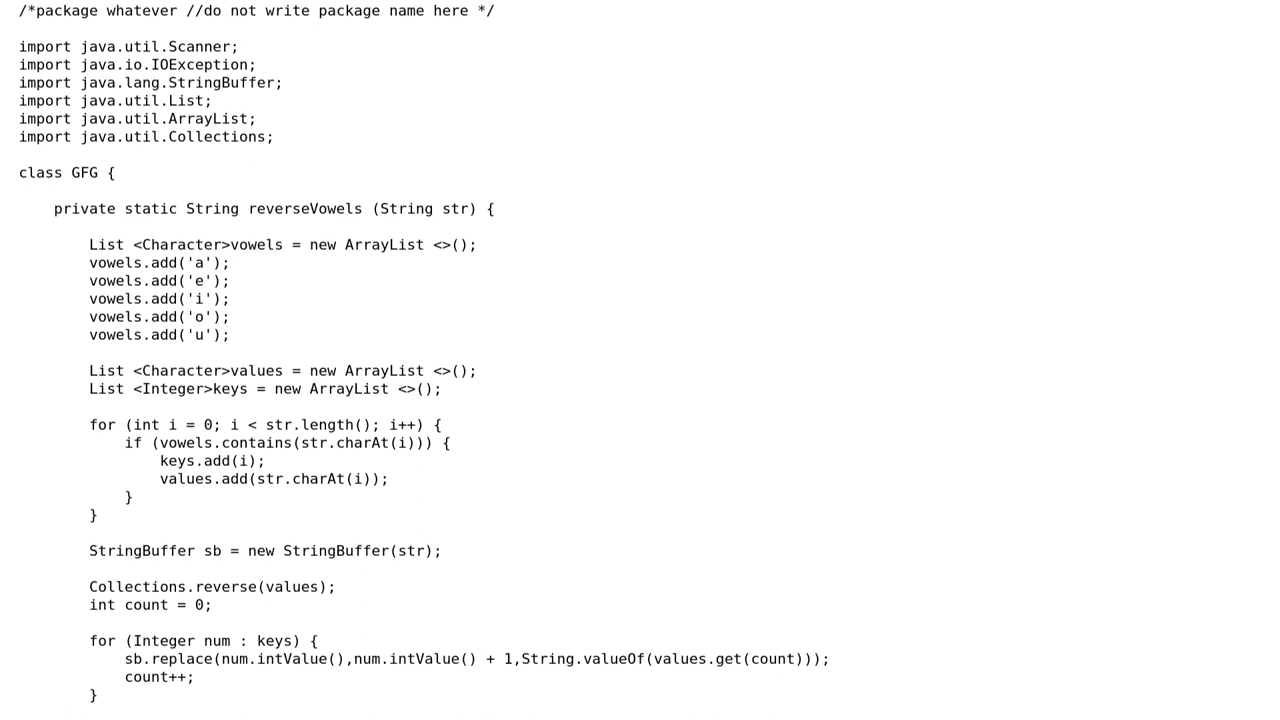 /*package whatever //do not write package name here */

import java.util.Scanner;
import java.io.IOException;
import java.lang.StringBuffer;
import java.util.List;
import java.util.ArrayList;
import java.util.Collections;

class GFG {

    private static String reverseVowels (String str) {

        List <Character>vowels = new ArrayList <>();
        vowels.add('a');
        vowels.add('e');
        vowels.add('i');
        vowels.add('o');
        vowels.add('u');

        List <Character>values = new ArrayList <>();
        List <Integer>keys = new ArrayList <>();

        for (int i = 0; i < str.length(); i++) {
            if (vowels.contains(str.charAt(i))) {
                keys.add(i);
                values.add(str.charAt(i));
            }
        }

        StringBuffer sb = new StringBuffer(str);

        Collections.reverse(values);
        int count = 0;

        for (Integer num : keys) {
            sb.replace(num.intValue(),num.intValue() + 1,String.valueOf(values.get(count)));
            count++;
        }